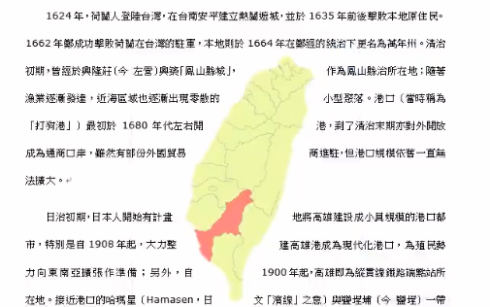 1624 年，荷蘭人登陸台灣，在台南安平建立熱蘭遮城，並於 1635 年前後擊敗本地原住民。
1662 年鄭成功擊敗荷蘭在台灣的駐軍，本地則於 1664 年在鄭經的統治下更名為萬年州。清治
初期，曾經於興隆莊(今 左營)興築「鳳山縣城」，作為鳳山縣治所在地；隨著
漁業逐漸發達，近海區域也逐漸出現零散的小型聚落。港口（當時稱為
「打狗港」）最初於 1680 年代左右開港，到了清治末期亦對外開放
成為通商口岸，雖然有部份外國貿易商進駐，但港口規模依舊一直無
法擴大。
日治初期，日本人開始有計畫地將高雄建設成小具規模的港口都
市，特別是自 1908 年起，大力整建高雄港成為現代化港口，為殖民勢
力向東南亞擴張作準備；另外，自 1900 年起，高雄即為縱貫鐵路端點站所
在地。接近港口的哈瑪星（Hamasen，日文「濱線」之意）與鹽埕埔（今 鹽埕）一帶